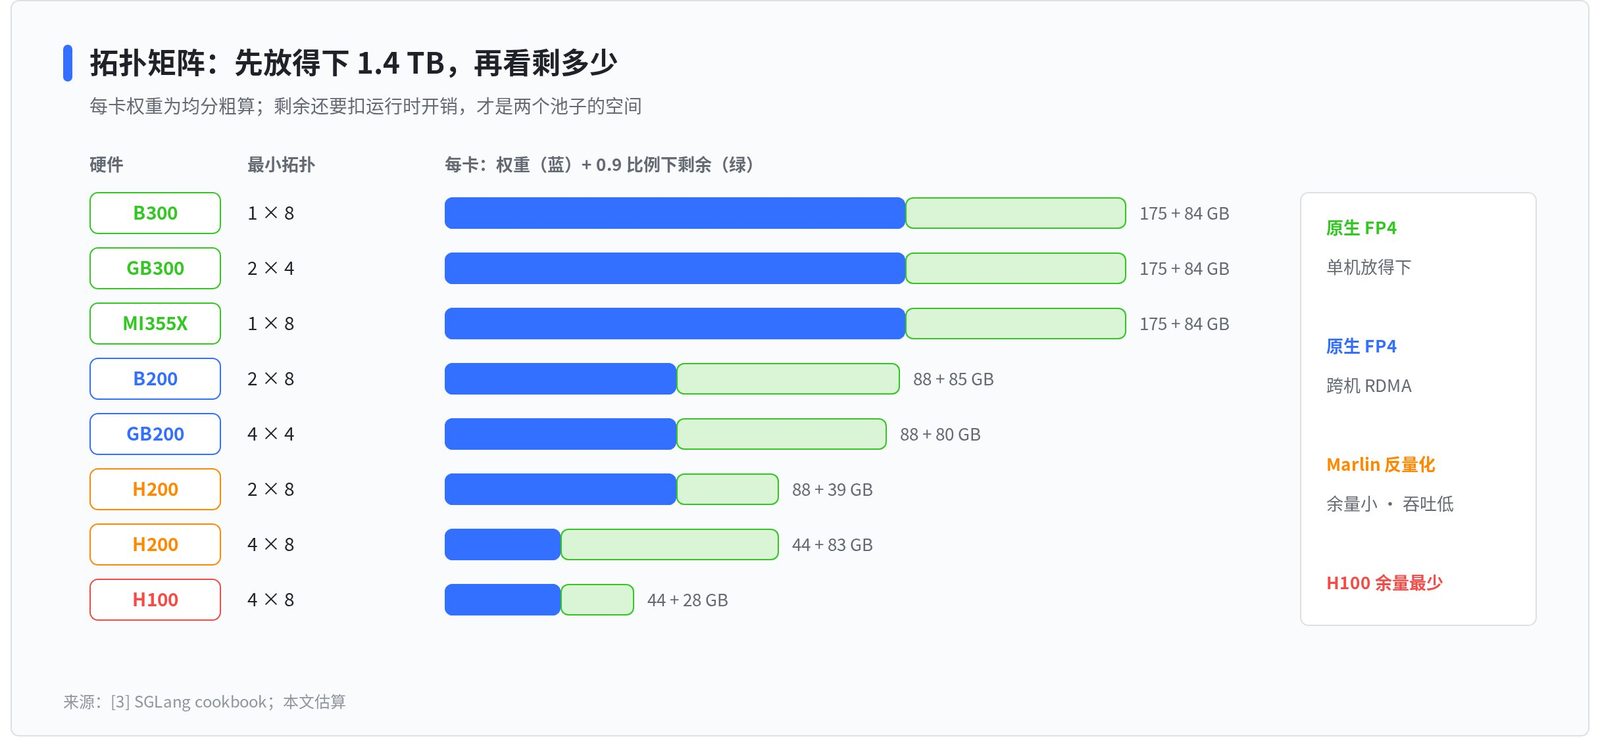 拓扑矩阵：先放得下 1.4 TB，再看剩多少
每卡权重为均分粗算；剩余还要扣运行时开销，才是两个池子的空间
硬件 最小拓扑 每卡：权重（蓝）+ 0.9 比例下剩余（绿）
B300 1 × 8 175 + 84 GB
GB300 2 × 4 175 + 84 GB
MI355X 1 × 8 175 + 84 GB
B200 2 × 8 88 + 85 GB
GB200 4 × 4 88 + 80 GB
H200 2 × 8 88 + 39 GB
H200 4 × 8 44 + 83 GB
H100 4 × 8 44 + 28 GB
原生 FP4
单机放得下
原生 FP4
跨机 RDMA
Marlin 反量化
余量小 · 吞吐低
H100 余量最少
来源：[3] SGLang cookbook；本文估算